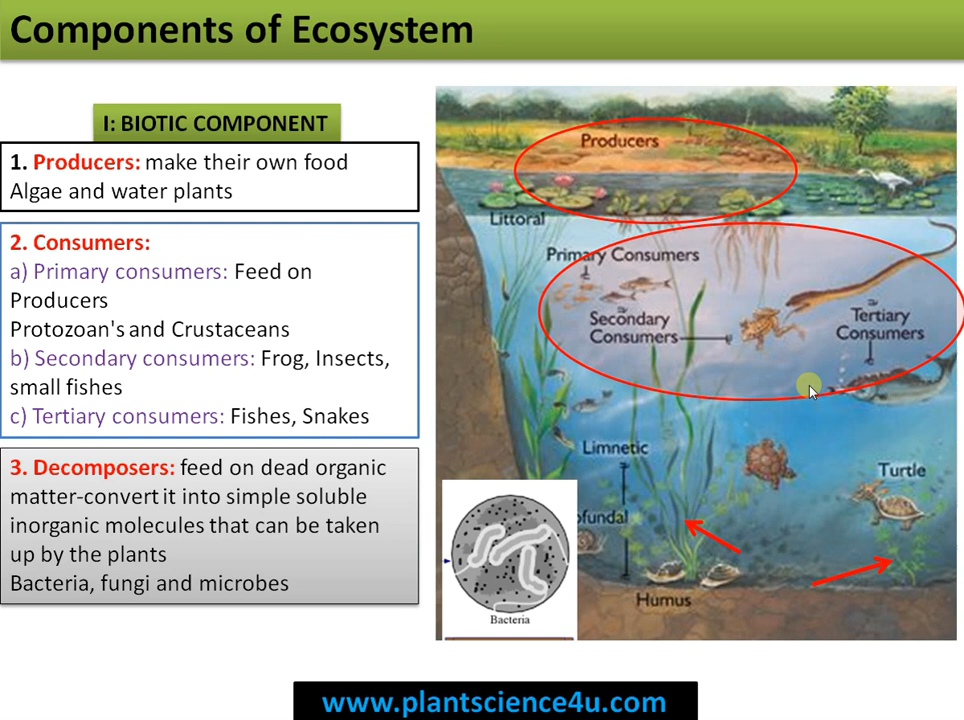 Components of Ecosystem
I: BIOTIC COMPONENT
1. Producers: make their own food
Algae and water plants
2. Consumers:
a) Primary consumers: Feed on
Producers
Protozoan's and Crustaceans
b) Secondary consumers: Frog, Insects,
small fishes
c) Tertiary consumers: Fishes, Snakes
3. Decomposers: feed on dead organic
matter-convert it into simple soluble
inorganic molecules that can be taken
up by the plants
Bacteria, fungi and microbes
Producers
Littoral
Primary Consumers
Secondary
Consumers
Tertiary
Consumers
Limnetic
Turtle
ofundal
Humus
Bacteria
www.plantscience4u.com